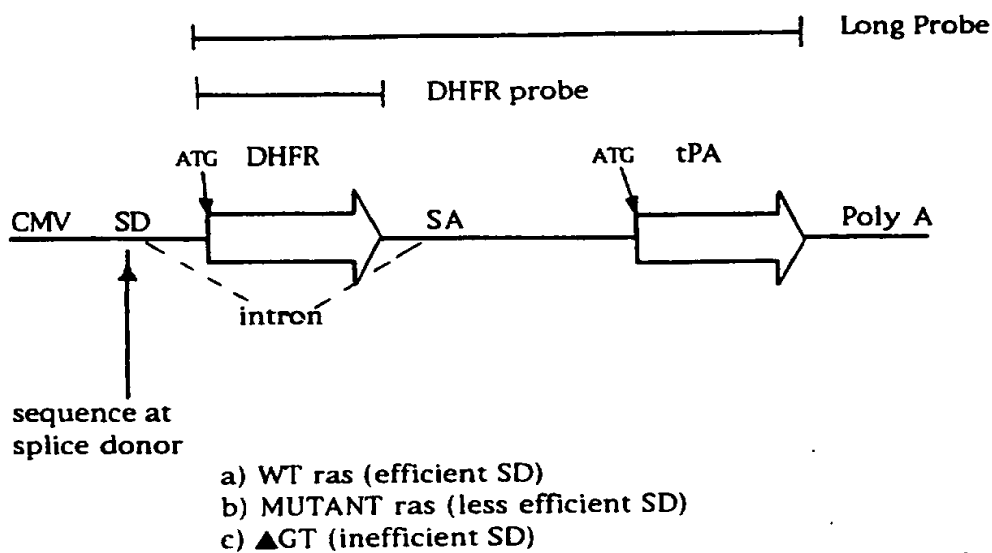 Long Probe
DHFR probe
ATG DHFR
ATG tPA
CMV SD SA Poly A
intron
sequence at
splice donor
a) WT ras (efficient SD)
b) MUTANT ras (less efficient SD)
c) ▲GT (inefficient SD)